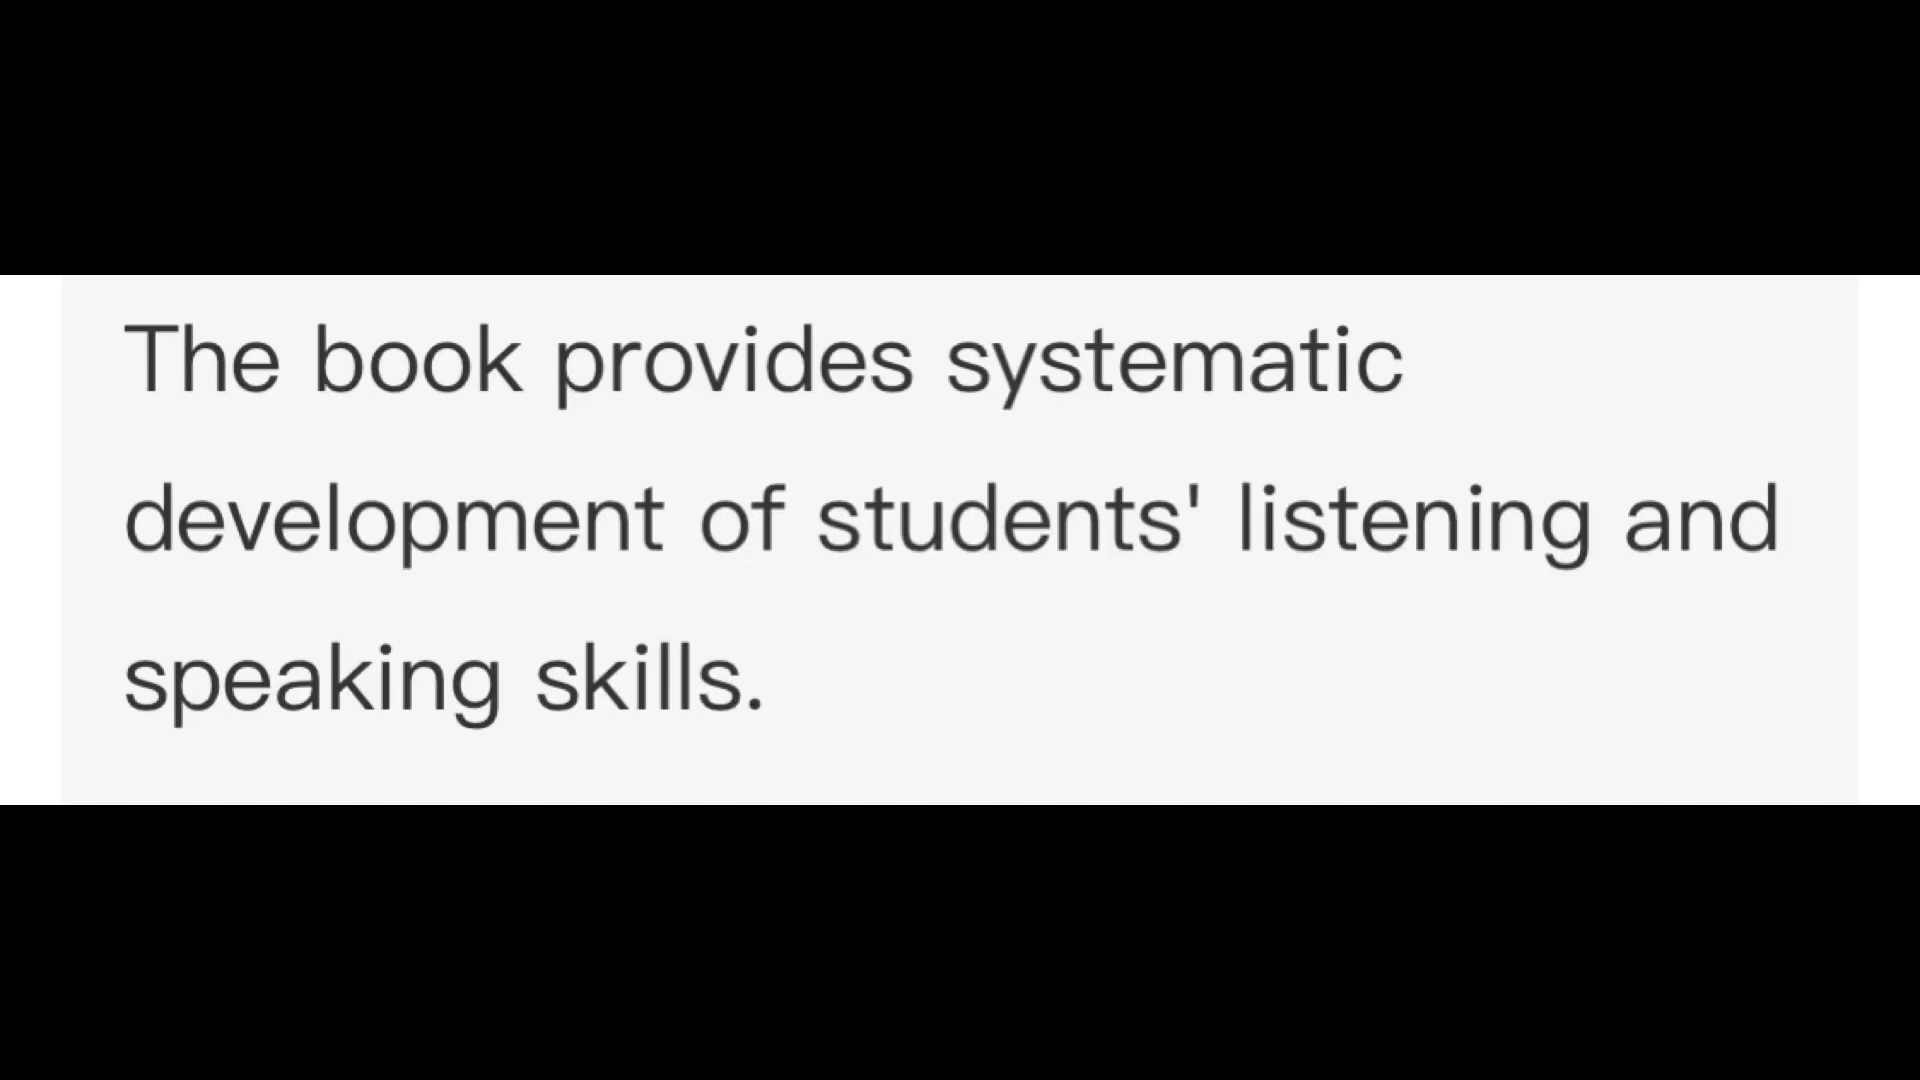 The book provides systematic
development of students' listening and
speaking skills.